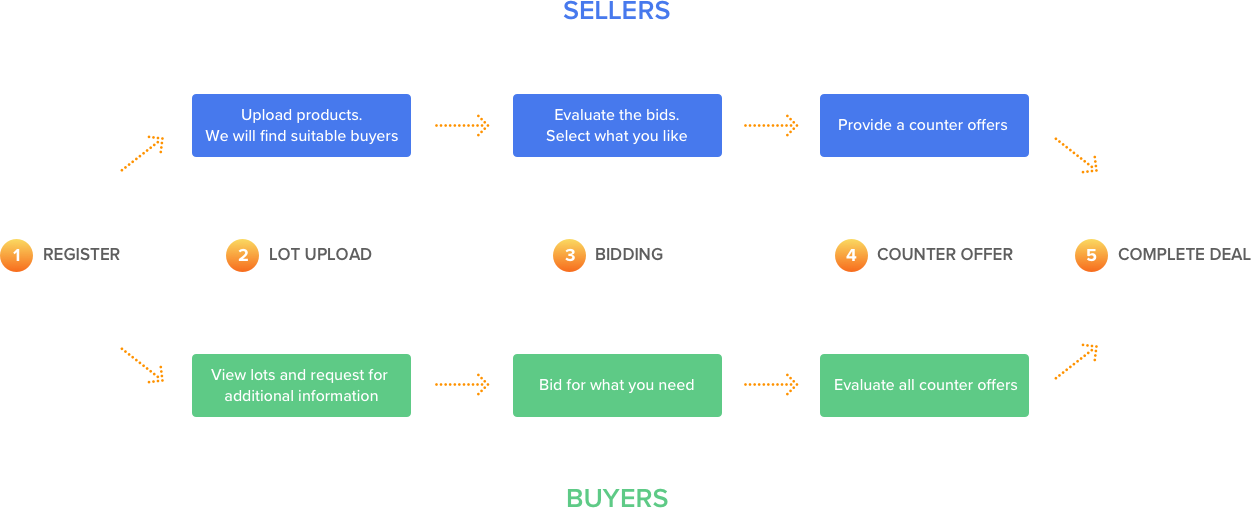 SELLERS
Upload products.
We will find suitable buyers
Evaluate the bids.
Select what you like
Provide a counter offers
1 REGISTER
2 LOT UPLOAD
3 BIDDING
4 COUNTER OFFER
5 COMPLETE DEAL
View lots and request for
additional information
Bid for what you need
Evaluate all counter offers
BUYERS